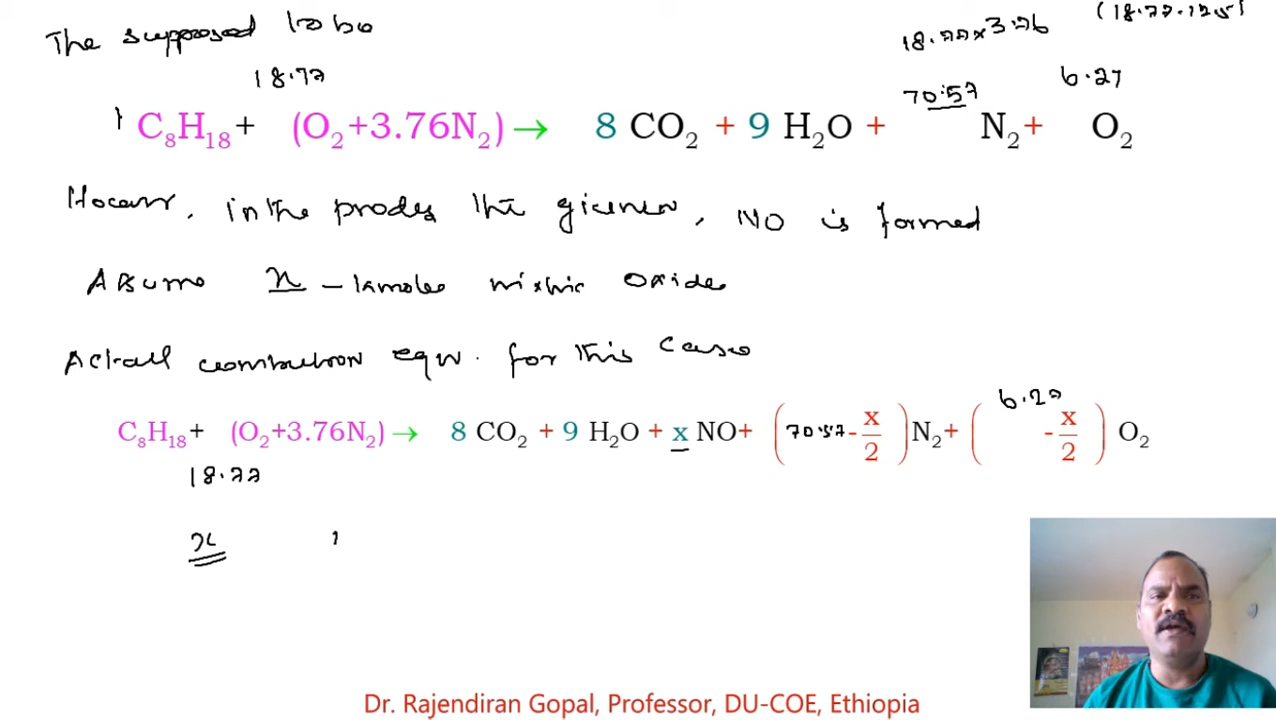 The supposed to be 18.77x3.76 (18.77-12.5)
18.77 70.57 6.27
1 C8H18+ (O2+3.76N2)→ 8 CO2 + 9 H2O + N2+ O2
in the given, NO is formed
Assume x - kmoles nitric oxide
Actual combustion eqn. for this case
6.27
C8H18+ (O2+3.76N2)→ 8 CO2 + 9 H2O + x NO+ (70.57-x/2)N2+( -x/2) O2
18.77
x
Dr. Rajendiran Gopal, Professor, DU-COE, Ethiopia